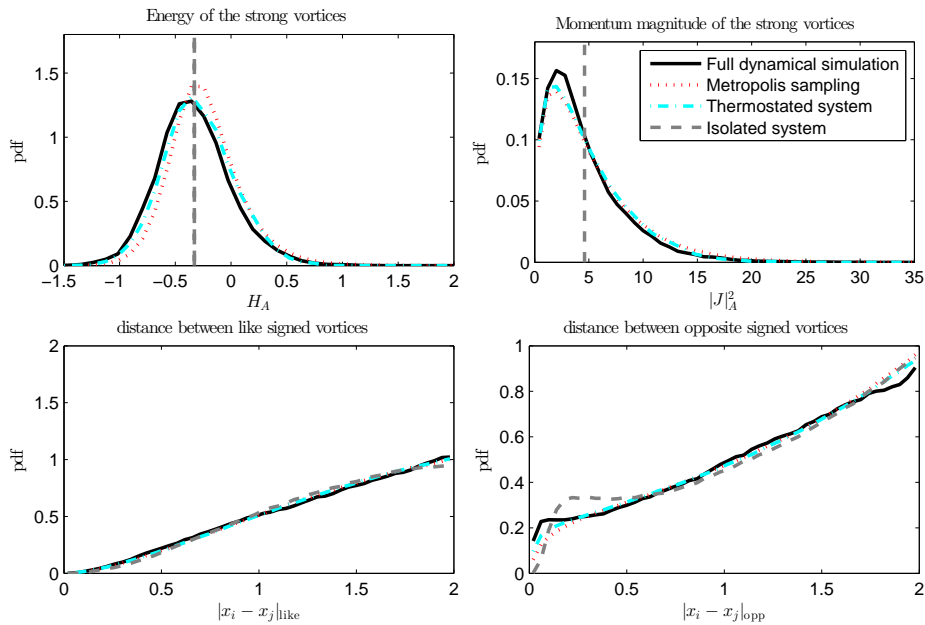 Energy of the strong vortices
pdf
1.5
1
0.5
0
−1.5 −1 −0.5 0 0.5 1 1.5 2
H_A
Momentum magnitude of the strong vortices
pdf
0.15
0.1
0.05
0
0 5 10 15 20 25 30 35
|J|²_A
Full dynamical simulation
Metropolis sampling
Thermostated system
Isolated system
distance between like signed vortices
pdf
2
1.5
1
0.5
0
0 0.5 1 1.5 2
|x_i − x_j|_like
distance between opposite signed vortices
pdf
1
0.8
0.6
0.4
0.2
0
0 0.5 1 1.5 2
|x_i − x_j|_opp